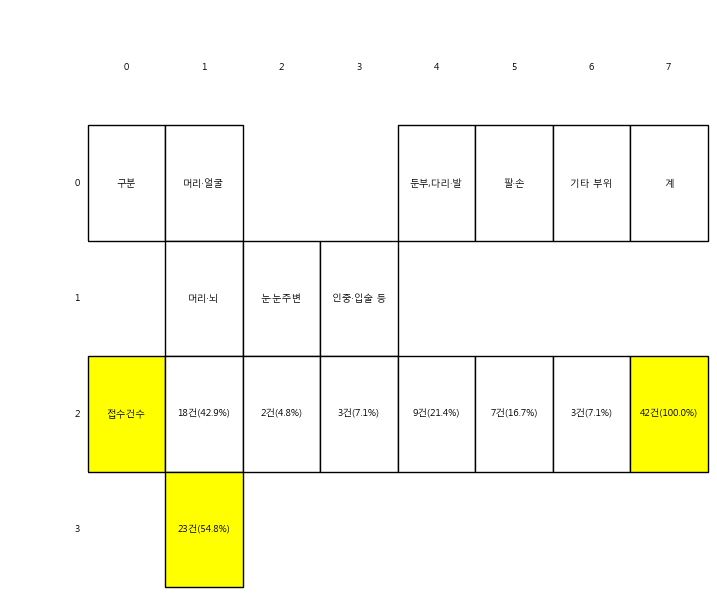 0 1 2 3 4 5 6 7
0 구분 머리·얼굴 둔부,다리·발 팔·손 기타 부위 계
1 머리·뇌 눈·눈주변 인중·입술 등
2 접수건수 18건(42.9%) 2건(4.8%) 3건(7.1%) 9건(21.4%) 7건(16.7%) 3건(7.1%) 42건(100.0%)
3 23건(54.8%)